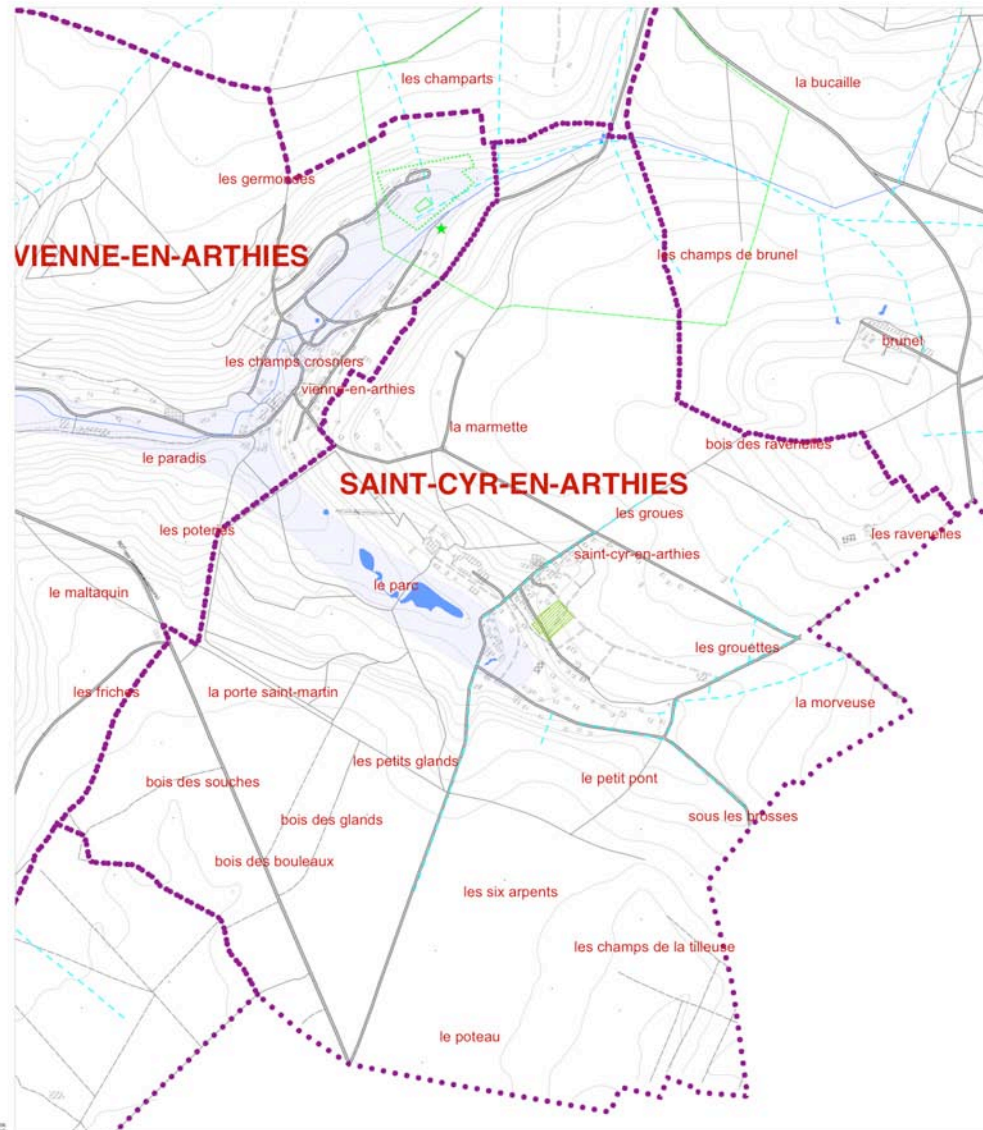 les champarts
la bucaille
les germondes
VIENNE-EN-ARTHIES
les champs de brunel
brunel
les champs crosniers
vienne-en-arthies
la marmette
bois des ravenelles
le paradis
SAINT-CYR-EN-ARTHIES
les groues
les poteries
les ravenelles
saint-cyr-en-arthies
le parc
le maltaquin
les grouettes
les friches
la porte saint-martin
la morveuse
les petits glands
le petit pont
bois des souches
sous les brosses
bois des glands
bois des bouleaux
les six arpents
les champs de la tilleuse
le poteau